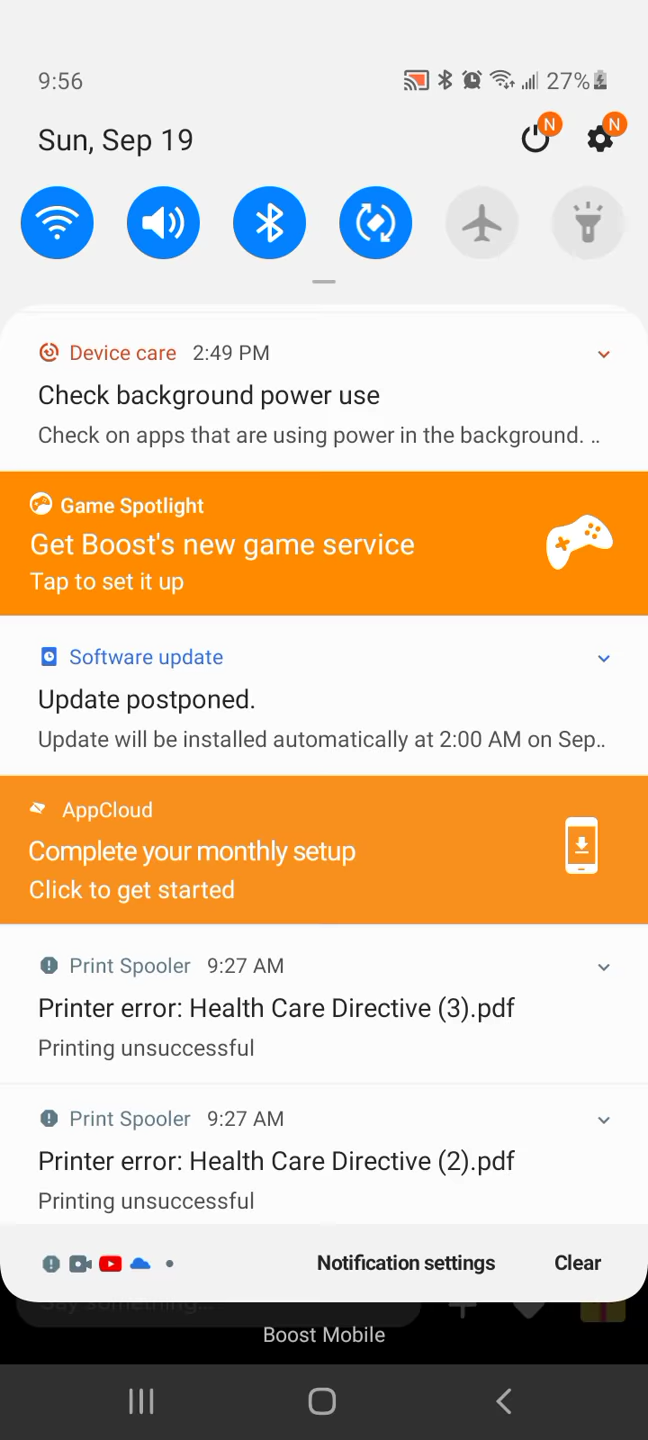 9:56
27%
Sun, Sep 19
N
N
Device care 2:49 PM
Check background power use
Check on apps that are using power in the background. ..
Game Spotlight
Get Boost's new game service
Tap to set it up
Software update
Update postponed.
Update will be installed automatically at 2:00 AM on Sep..
AppCloud
Complete your monthly setup
Click to get started
Print Spooler 9:27 AM
Printer error: Health Care Directive (3).pdf
Printing unsuccessful
Print Spooler 9:27 AM
Printer error: Health Care Directive (2).pdf
Printing unsuccessful
Notification settings Clear
Say something...
Boost Mobile